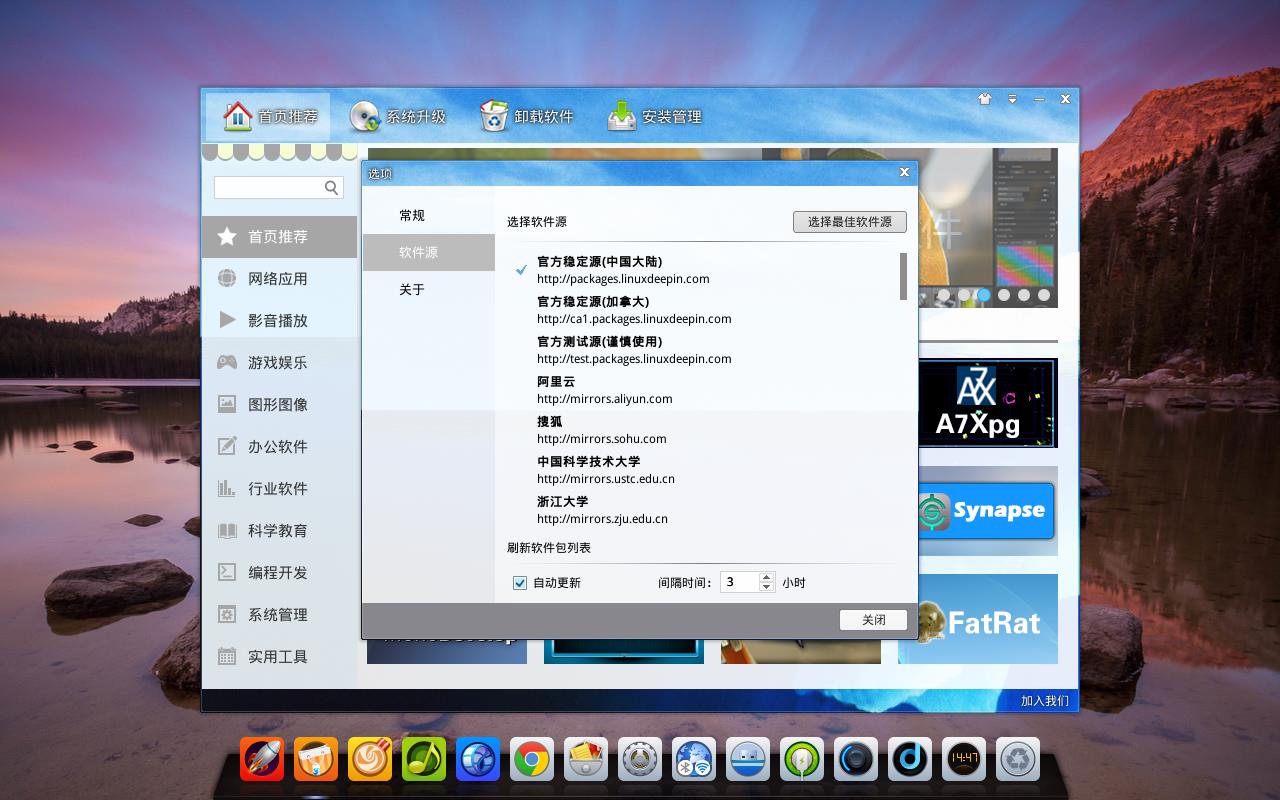 首页推荐
系统升级
卸载软件
安装管理
选项
常规
软件源
关于
选择软件源
选择最佳软件源
官方稳定源(中国大陆)
http://packages.linuxdeepin.com
官方稳定源(加拿大)
http://ca1.packages.linuxdeepin.com
官方测试源(谨慎使用)
http://test.packages.linuxdeepin.com
阿里云
http://mirrors.aliyun.com
搜狐
http://mirrors.sohu.com
中国科学技术大学
http://mirrors.ustc.edu.cn
浙江大学
http://mirrors.zju.edu.cn
刷新软件包列表
自动更新
间隔时间：
3
小时
关闭
首页推荐
网络应用
影音播放
游戏娱乐
图形图像
办公软件
行业软件
科学教育
编程开发
系统管理
实用工具
件
A7X
A7Xpg
Synapse
FatRat
加入我们
14:47